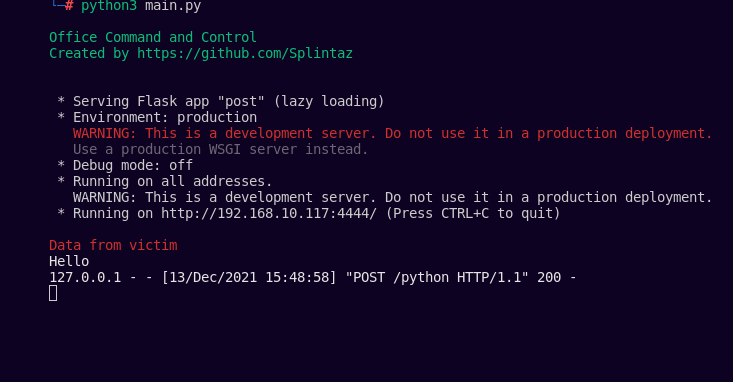 └─# python3 main.py
Office Command and Control
Created by https://github.com/Splintaz
* Serving Flask app "post" (lazy loading)
* Environment: production
WARNING: This is a development server. Do not use it in a production deployment.
Use a production WSGI server instead.
* Debug mode: off
* Running on all addresses.
WARNING: This is a development server. Do not use it in a production deployment.
* Running on http://192.168.10.117:4444/ (Press CTRL+C to quit)
Data from victim
Hello
127.0.0.1 - - [13/Dec/2021 15:48:58] "POST /python HTTP/1.1" 200 -